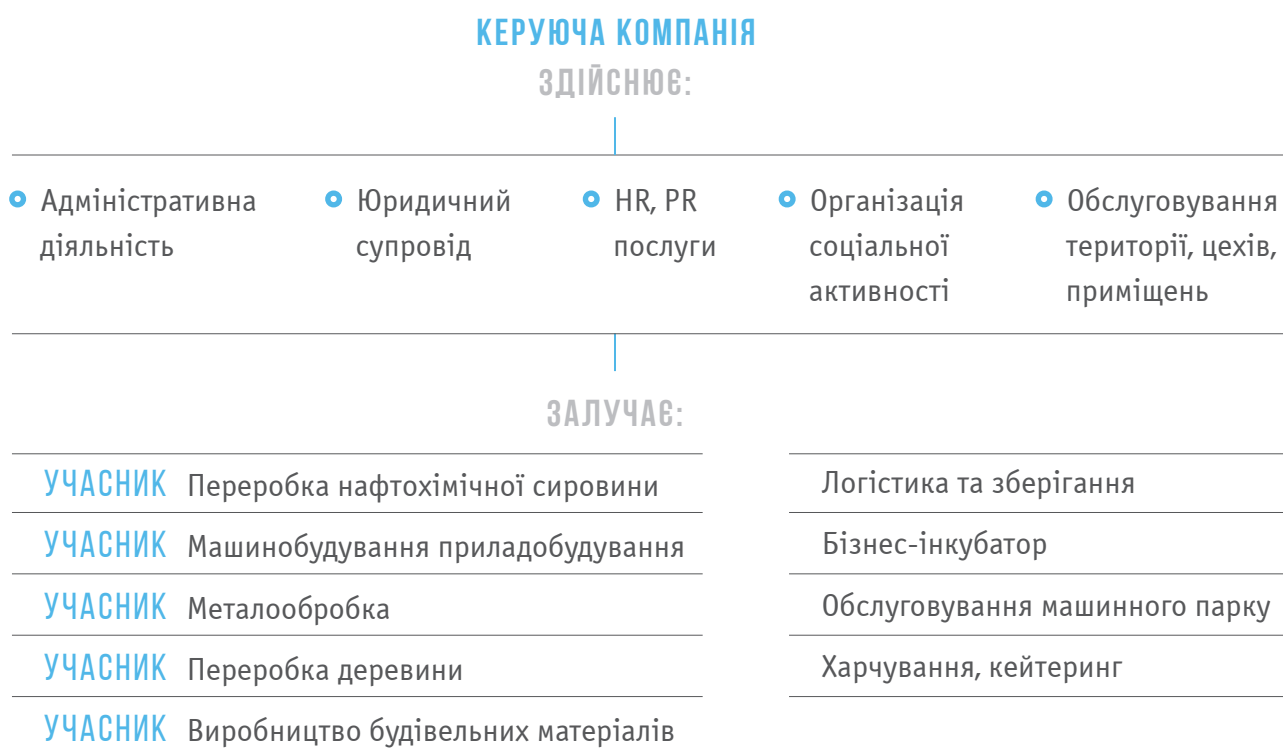 КЕРУЮЧА КОМПАНІЯ
ЗДІЙСНЮЄ:
Адміністративна
діяльність
Юридичний
супровід
HR, PR
послуги
Організація
соціальної
активності
Обслуговування
території, цехів,
приміщень
ЗАЛУЧАЄ:
УЧАСНИК Переробка нафтохімічної сировини
УЧАСНИК Машинобудування приладобудування
УЧАСНИК Металообробка
УЧАСНИК Переробка деревини
УЧАСНИК Виробництво будівельних матеріалів
Логістика та зберігання
Бізнес-інкубатор
Обслуговування машинного парку
Харчування, кейтеринг